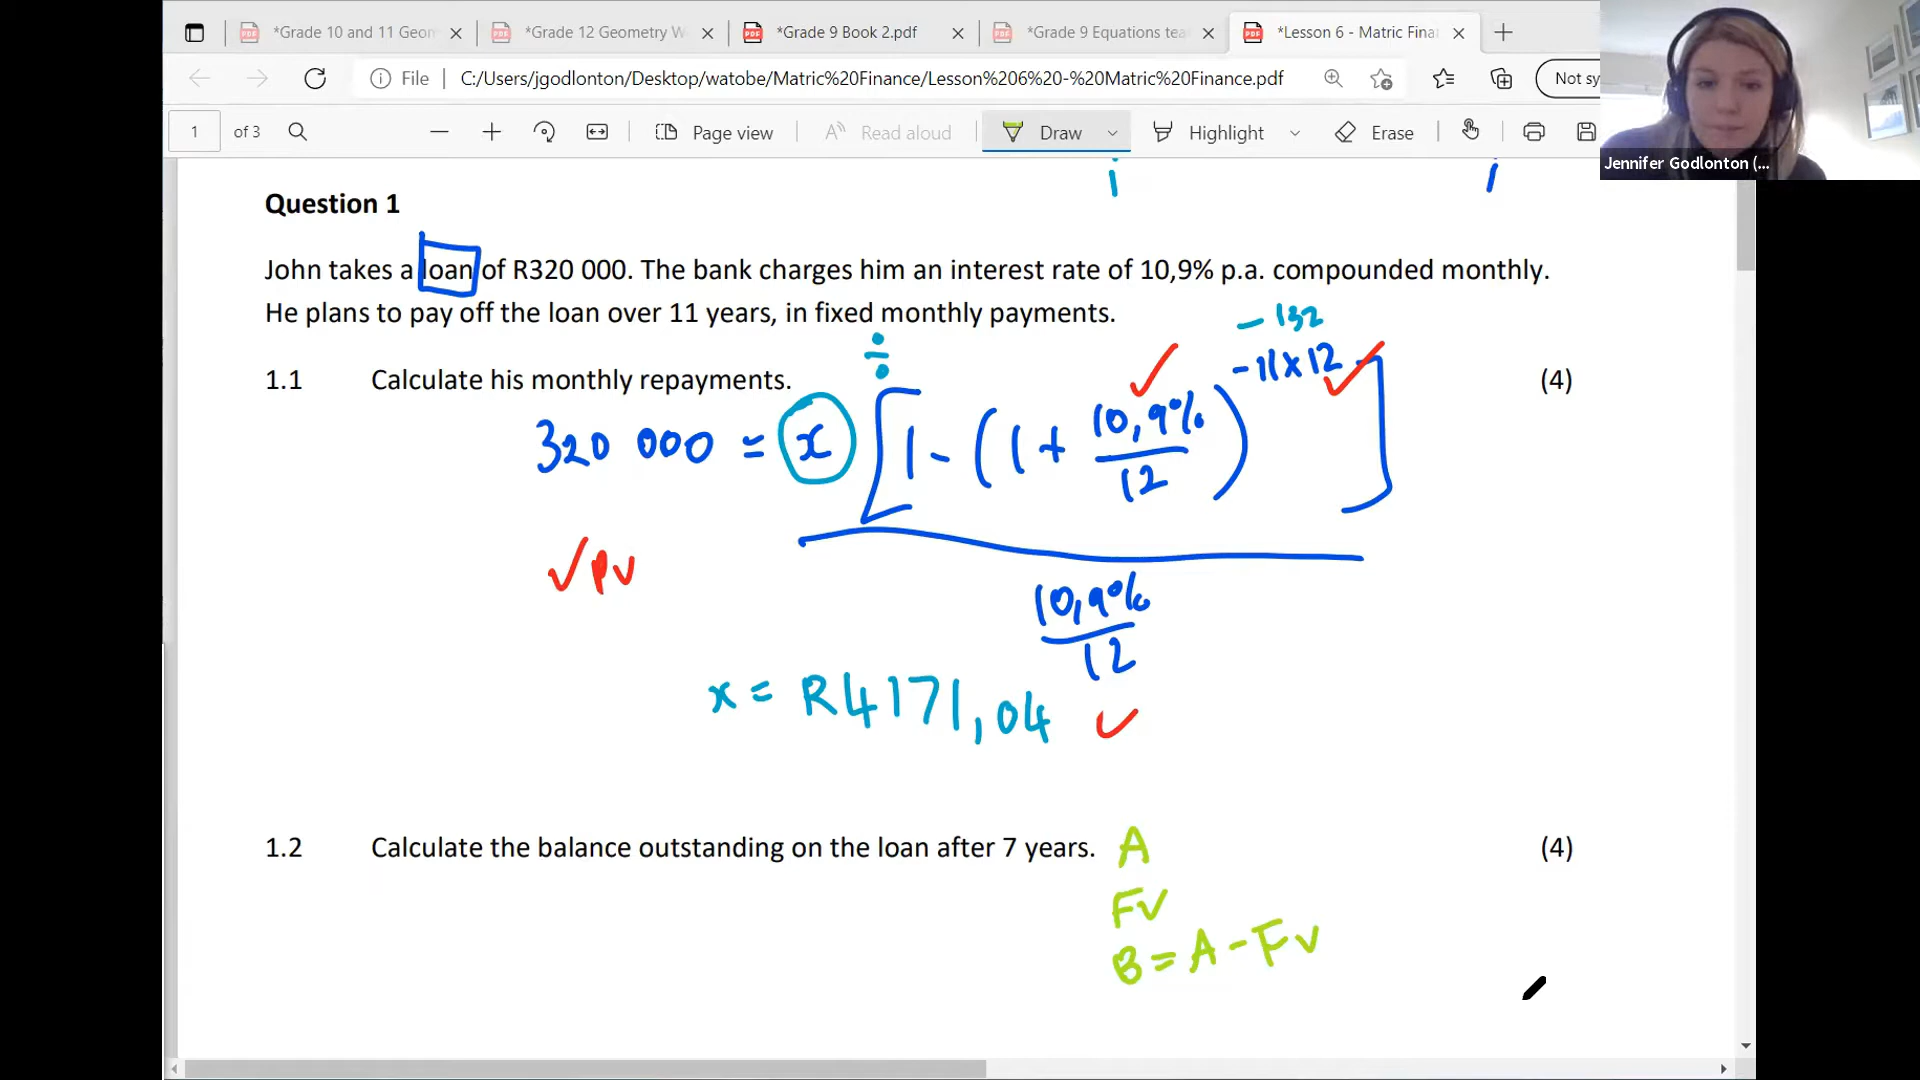 *Grade 10 and 11 Geom
*Grade 12 Geometry W
*Grade 9 Book 2.pdf
*Grade 9 Equations tea
*Lesson 6 - Matric Fina
File
C:/Users/jgodlonton/Desktop/watobe/Matric%20Finance/Lesson%206%20-%20Matric%20Finance.pdf
Not sy
1 of 3
Page view
Read aloud
Draw
Highlight
Erase
Jennifer Godlonton (...
i i
Question 1
John takes a loan of R320 000. The bank charges him an interest rate of 10,9% p.a. compounded monthly.
He plans to pay off the loan over 11 years, in fixed monthly payments.
- 132
÷
- 11 x 12
1.1 Calculate his monthly repayments. (4)
320 000 = x [ 1 - ( 1 + 10,9%
12 ) ]
✓ PV
10,9%
12
x = R4171,04 ✓
1.2 Calculate the balance outstanding on the loan after 7 years. A (4)
Fv
B = A - Fv